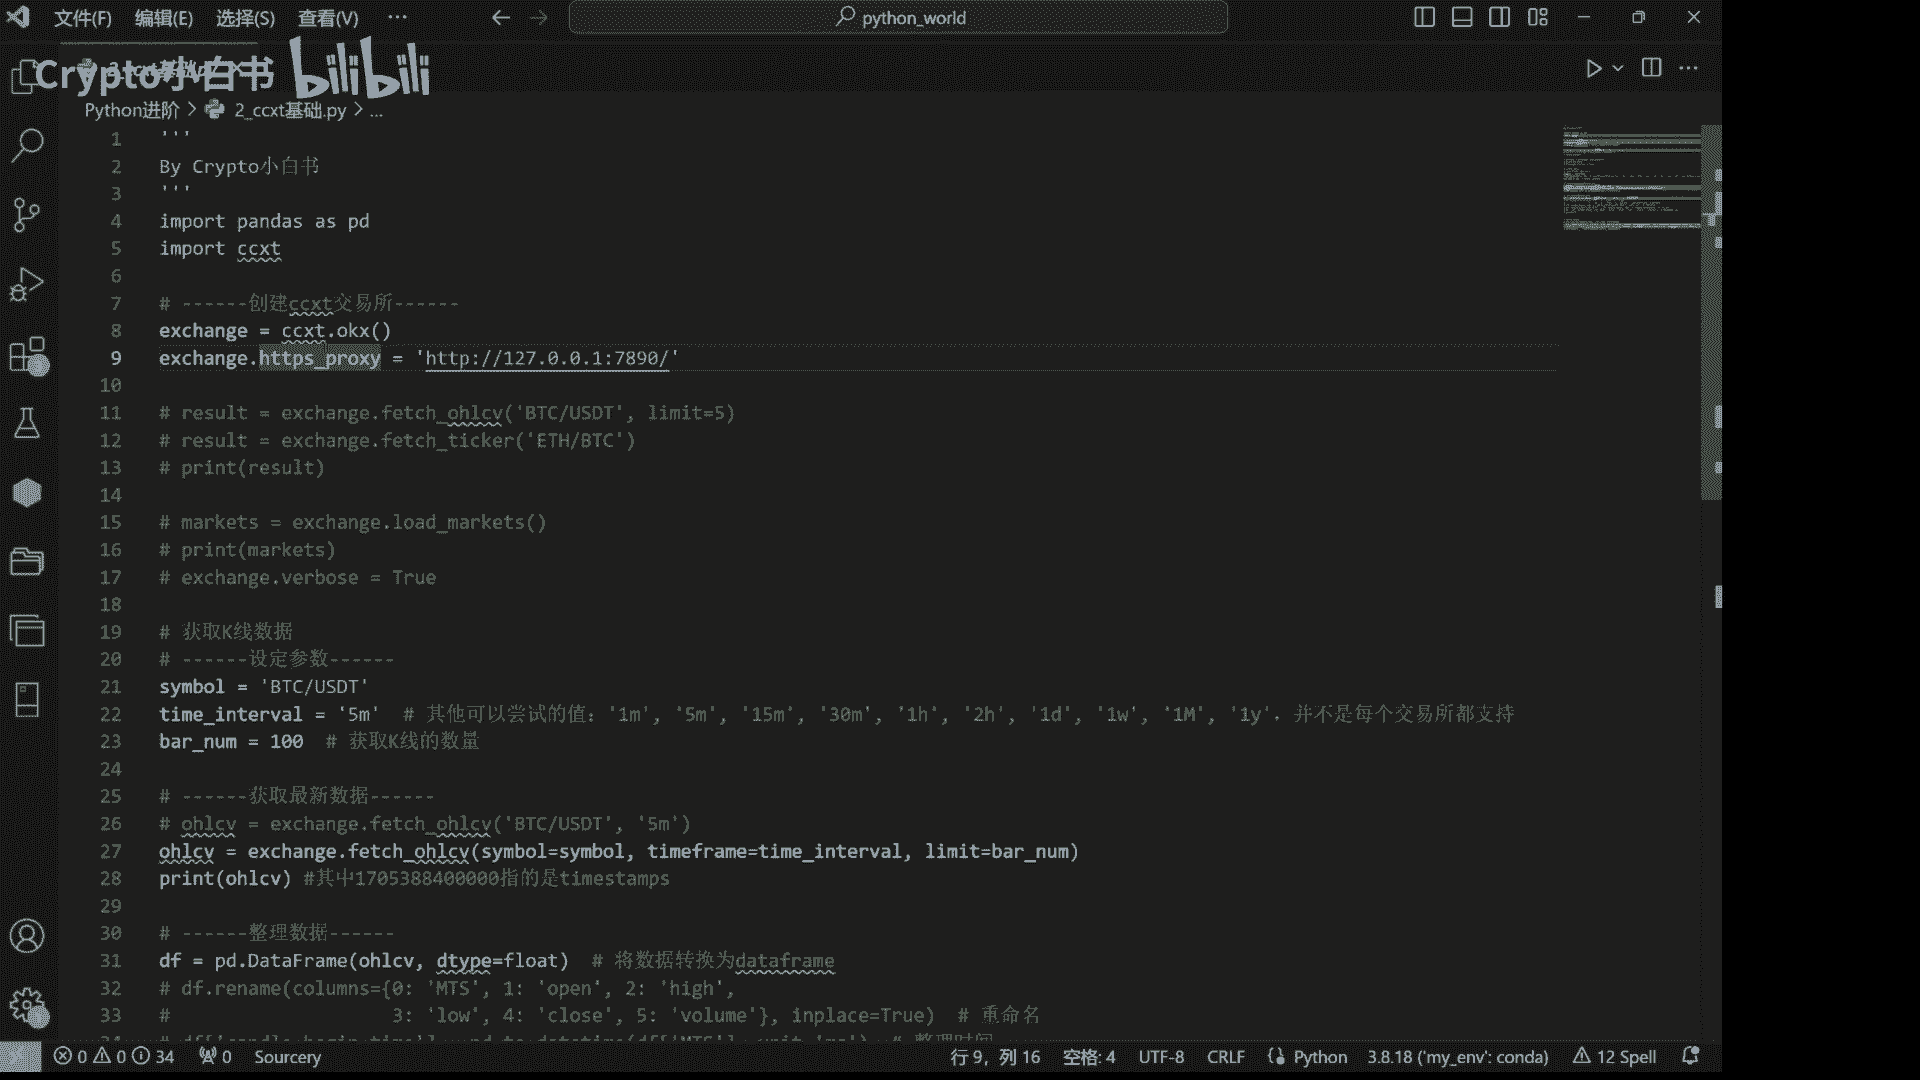 文件(F) 编辑(E) 选择(S) 查看(V) ··· python_world
Crypto小白书 bilibili
Python进阶 > 2_ccxt基础.py > ...
1 '''
2 By Crypto小白书
3 '''
4 import pandas as pd
5 import ccxt
6
7 # ------创建ccxt交易所------
8 exchange = ccxt.okx()
9 exchange.https_proxy = 'http://127.0.0.1:7890/'
10
11 # result = exchange.fetch_ohlcv('BTC/USDT', limit=5)
12 # result = exchange.fetch_ticker('ETH/BTC')
13 # print(result)
14
15 # markets = exchange.load_markets()
16 # print(markets)
17 # exchange.verbose = True
18
19 # 获取K线数据
20 # ------设定参数------
21 symbol = 'BTC/USDT'
22 time_interval = '5m'  # 其他可以尝试的值：'1m', '5m', '15m', '30m', '1h', '2h', '1d', '1w', '1M', '1y'，并不是每个交易所都支持
23 bar_num = 100  # 获取K线的数量
24
25 # ------获取最新数据------
26 # ohlcv = exchange.fetch_ohlcv('BTC/USDT', '5m')
27 ohlcv = exchange.fetch_ohlcv(symbol=symbol, timeframe=time_interval, limit=bar_num)
28 print(ohlcv) #其中1705388400000指的是timestamps
29
30 # ------整理数据------
31 df = pd.DataFrame(ohlcv, dtype=float)  # 将数据转换为dataframe
32 # df.rename(columns={0: 'MTS', 1: 'open', 2: 'high',
33 #                    3: 'low', 4: 'close', 5: 'volume'}, inplace=True)  # 重命名
0 0 34 0 Sourcery 行 9，列 16 空格: 4 UTF-8 CRLF Python 3.8.18 ('my_env': conda) 12 Spell